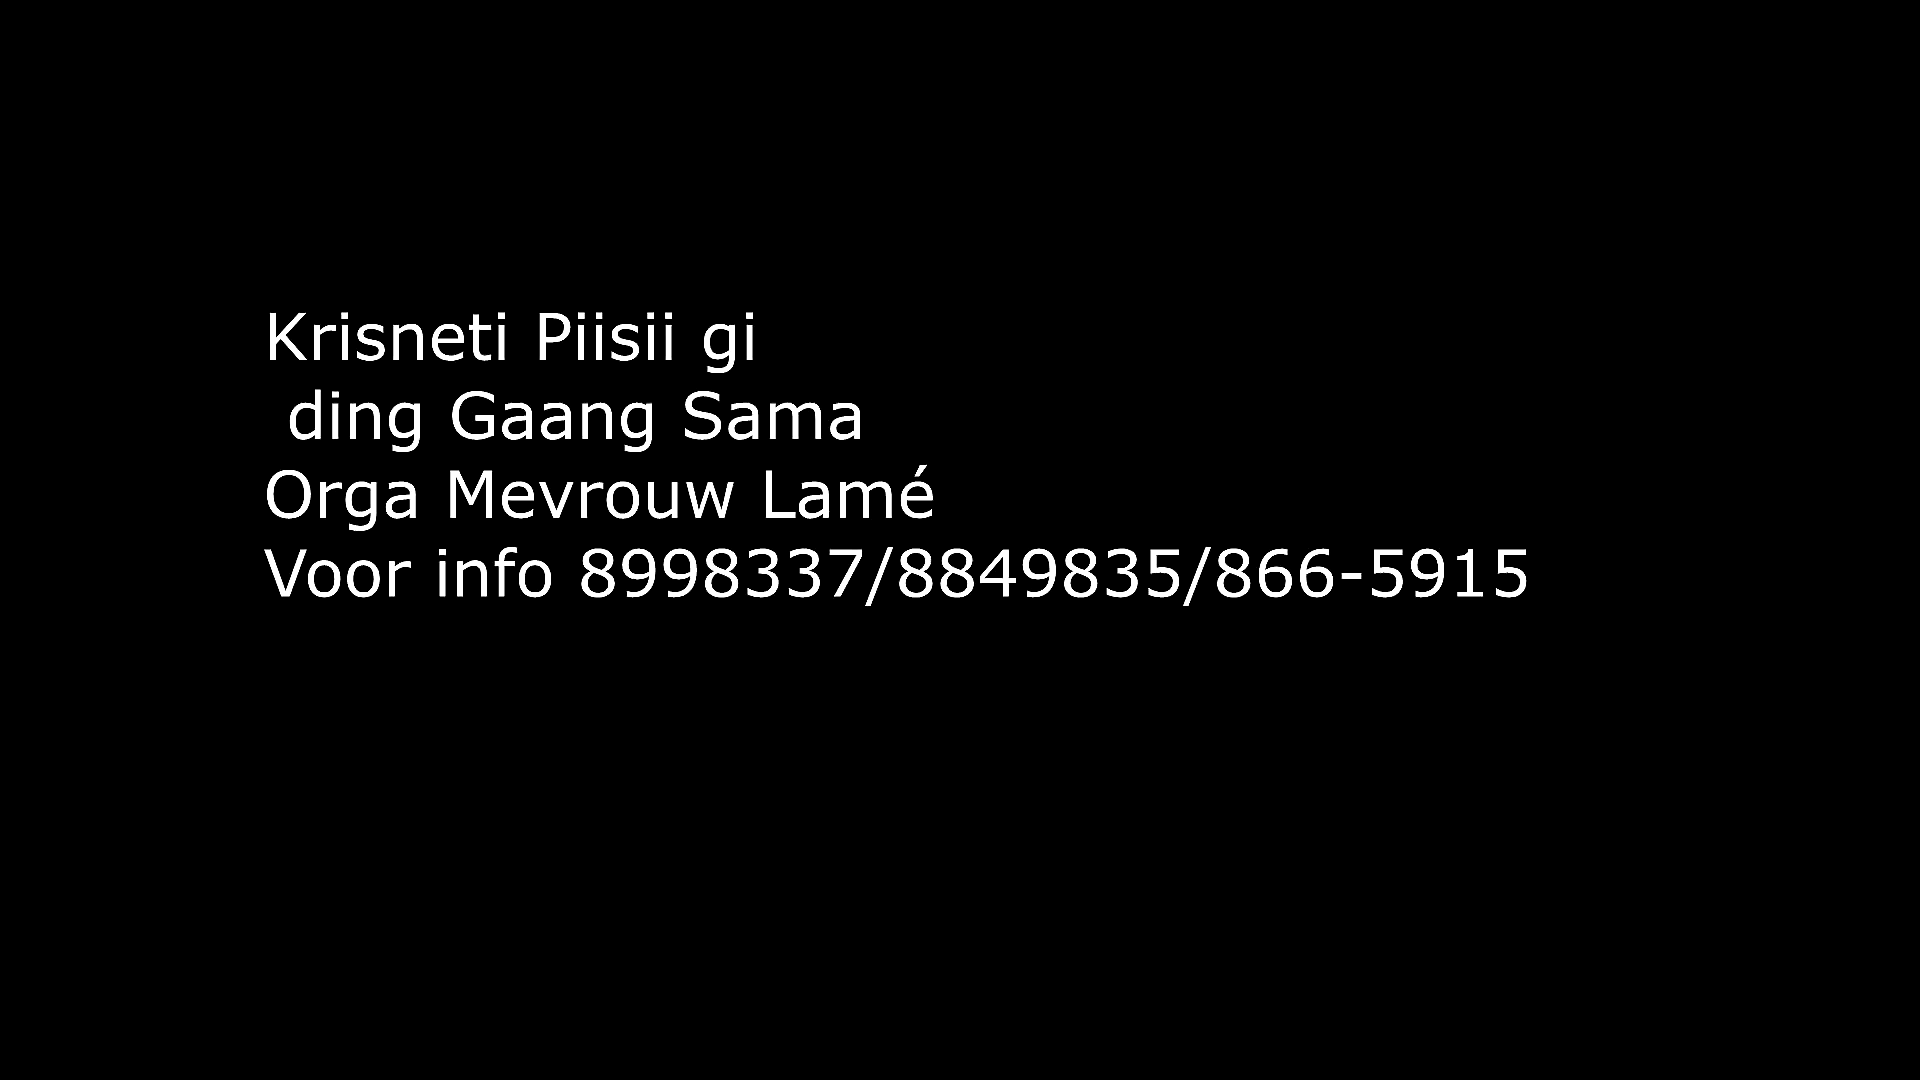 Krisneti Piisii gi
ding Gaang Sama
Orga Mevrouw Lamé
Voor info 8998337/8849835/866-5915